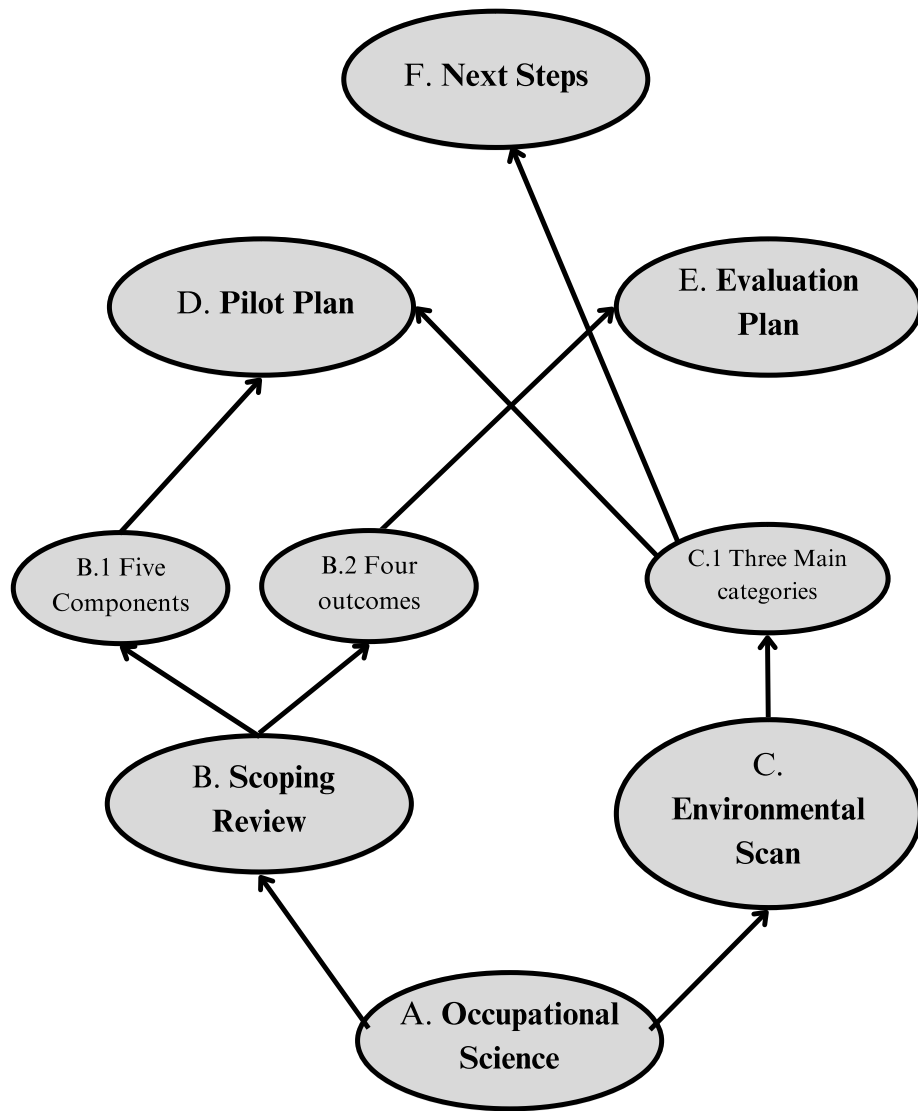 F. Next Steps
D. Pilot Plan
E. Evaluation
Plan
B.1 Five
Components
B.2 Four
outcomes
C.1 Three Main
categories
B. Scoping
Review
C.
Environmental
Scan
A. Occupational
Science